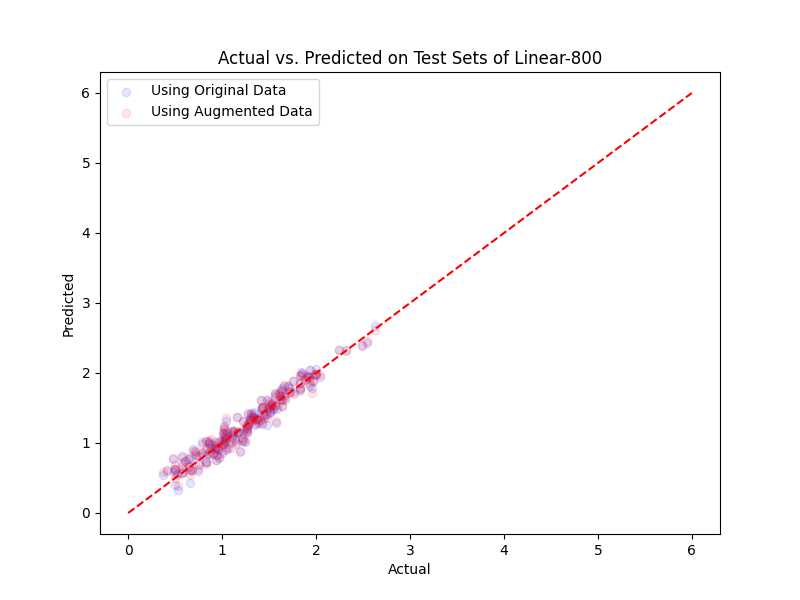 Actual vs. Predicted on Test Sets of Linear-800
Using Original Data
Using Augmented Data
6
5
4
3
2
1
0
Predicted
0 1 2 3 4 5 6
Actual